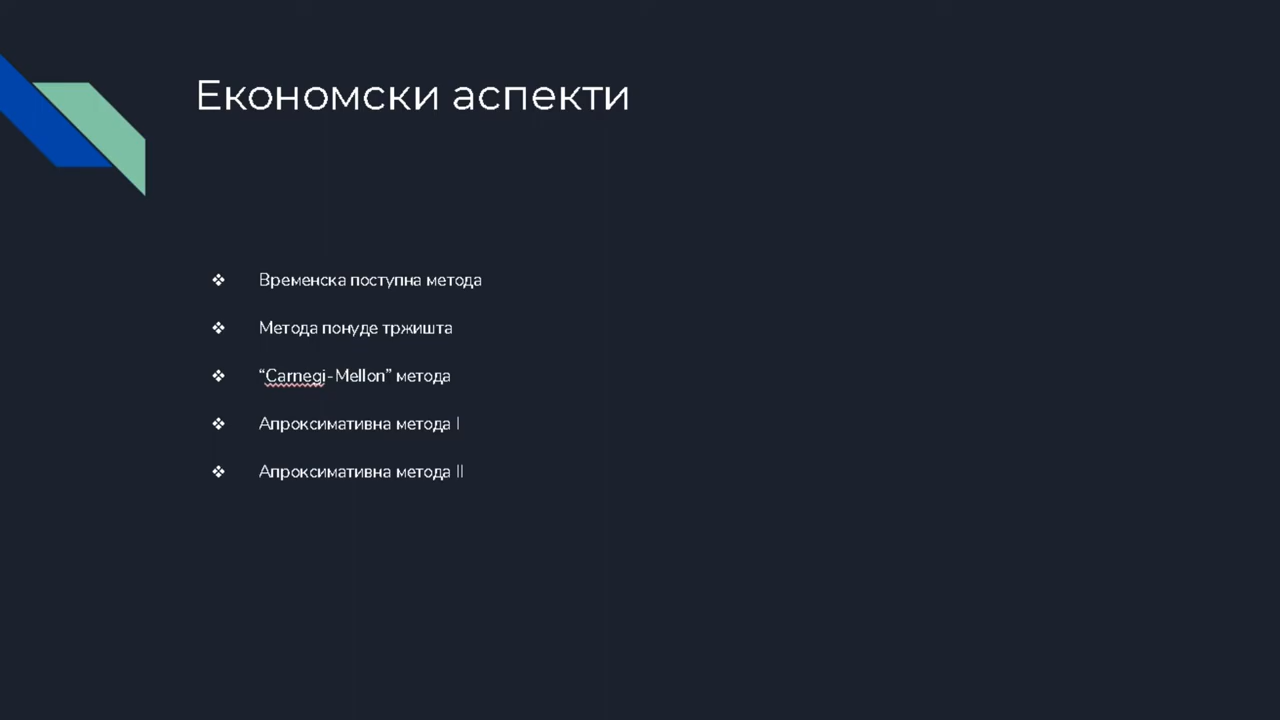 Економски аспекти
❖ Временска поступна метода
❖ Метода понуде тржишта
❖ “Carnegi-Mellon” метода
❖ Апроксимативна метода I
❖ Апроксимативна метода II